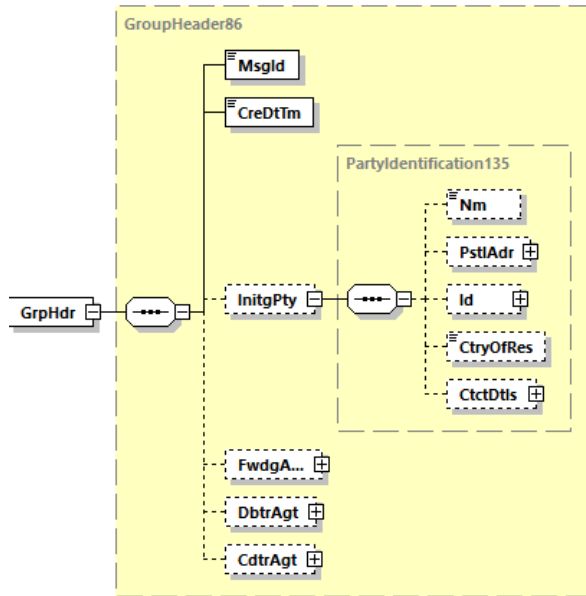 GroupHeader86
MsgId
CreDtTm
PartyIdentification135
Nm
PstlAdr
GrpHdr
InitgPty
Id
CtryOfRes
CtctDtls
FwdgA...
DbtrAgt
CdtrAgt